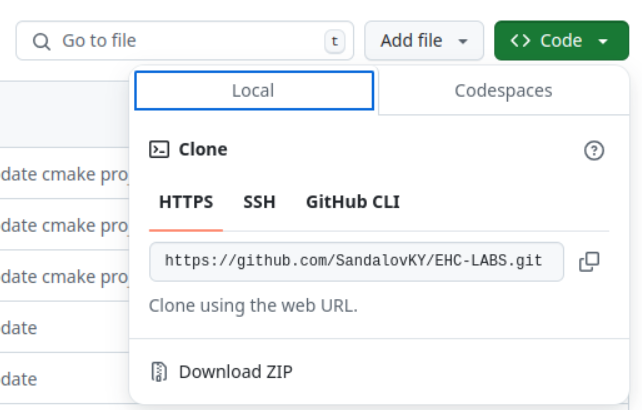 Go to file
t
Add file
<> Code
Local
Codespaces
Clone
date cmake pro
HTTPS
SSH
GitHub CLI
date cmake pro
https://github.com/SandalovKY/EHC-LABS.git
date cmake pro
Clone using the web URL.
date
Download ZIP
date